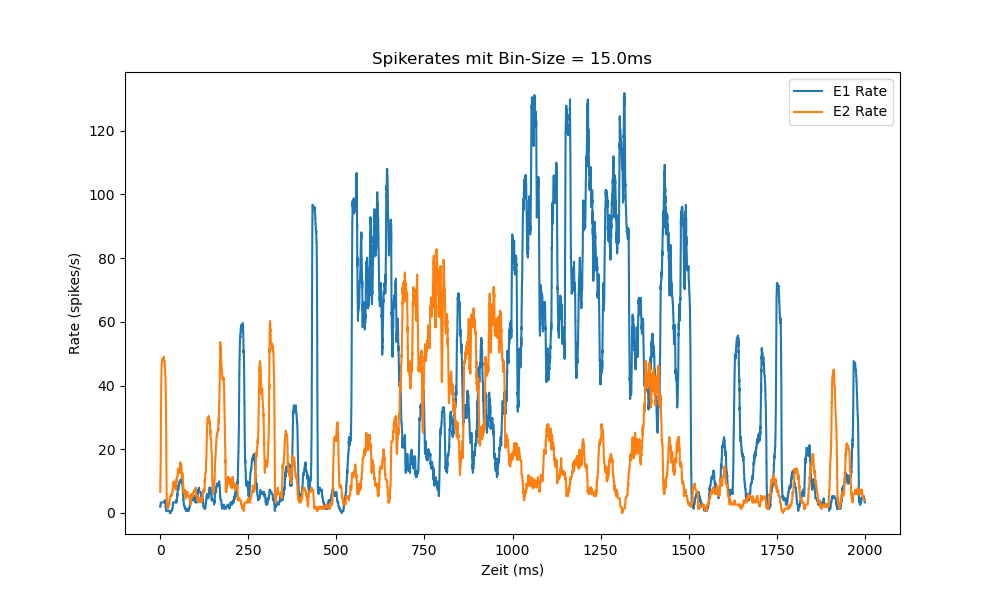 Spikerates mit Bin-Size = 15.0ms
E1 Rate
E2 Rate
Rate (spikes/s)
120
100
80
60
40
20
0
0 250 500 750 1000 1250 1500 1750 2000
Zeit (ms)